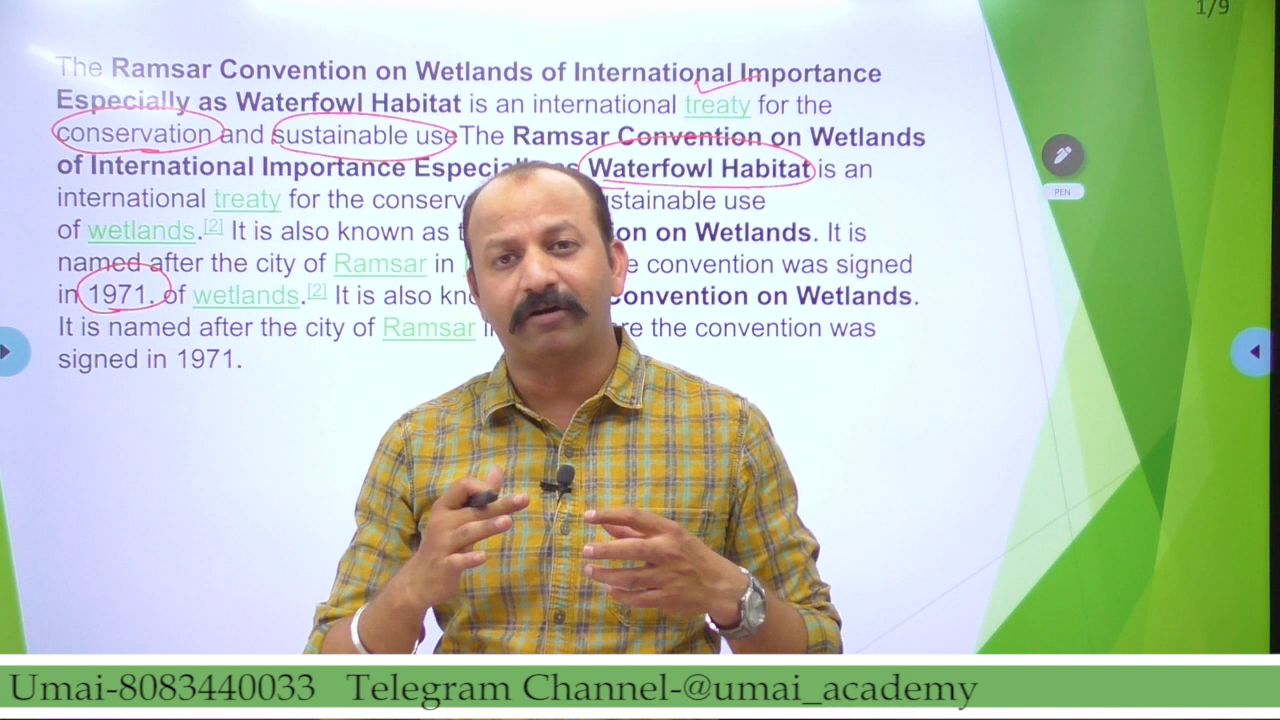 1/9
The Ramsar Convention on Wetlands of International Importance
Especially as Waterfowl Habitat is an international treaty for the
conservation and sustainable use The Ramsar Convention on Wetlands
of International Importance Waterfowl Habitat is an
international treaty for the use
of wetlands.[2] It is also known as on Wetlands. It is
named after the city of Ramsar in convention was signed
in 1971. of wetlands.[2] It is also Convention on Wetlands.
It is named after the city of Ramsar the convention was
signed in 1971.
PEN
Umai-8083440033 Telegram Channel-@umai_academy